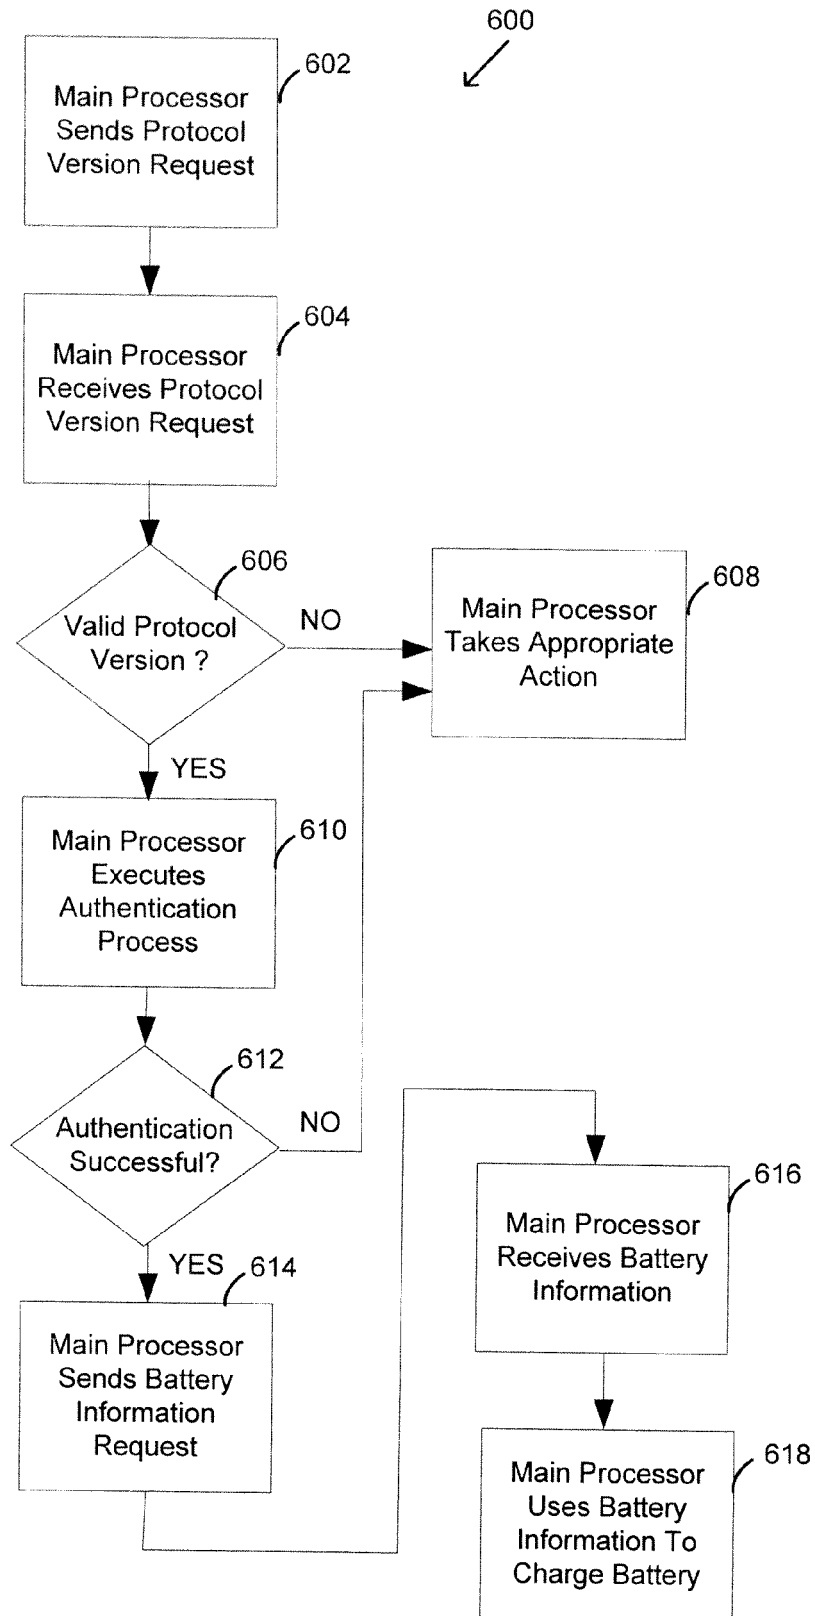 600
602
Main Processor
Sends Protocol
Version Request
604
Main Processor
Receives Protocol
Version Request
606
Valid Protocol
Version ?
NO
608
Main Processor
Takes Appropriate
Action
YES
610
Main Processor
Executes
Authentication
Process
612
Authentication
Successful?
NO
YES
614
Main Processor
Sends Battery
Information
Request
616
Main Processor
Receives Battery
Information
618
Main Processor
Uses Battery
Information To
Charge Battery